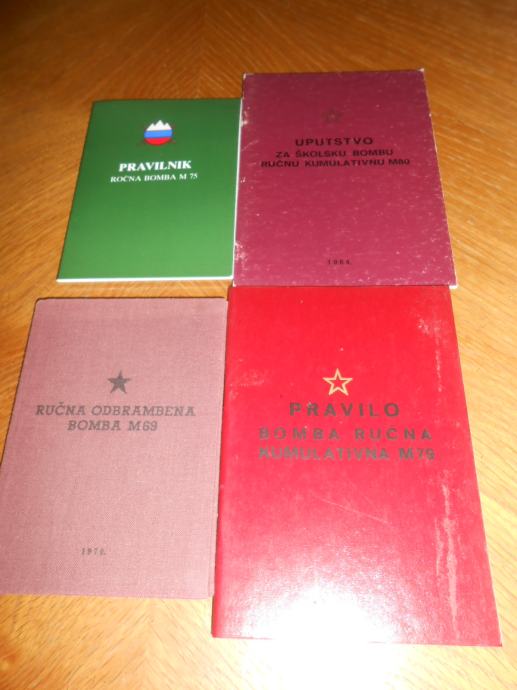 PRAVILNIK
ROČNA BOMBA M 75
UPUTSTVO
ZA ŠKOLSKU BOMBU
RUČNU KUMULATIVNU M80
1984.
RUČNA ODBRAMBENA
BOMBA M69
PRAVILO
BOMBA RUČNA
KUMULATIVNA M79